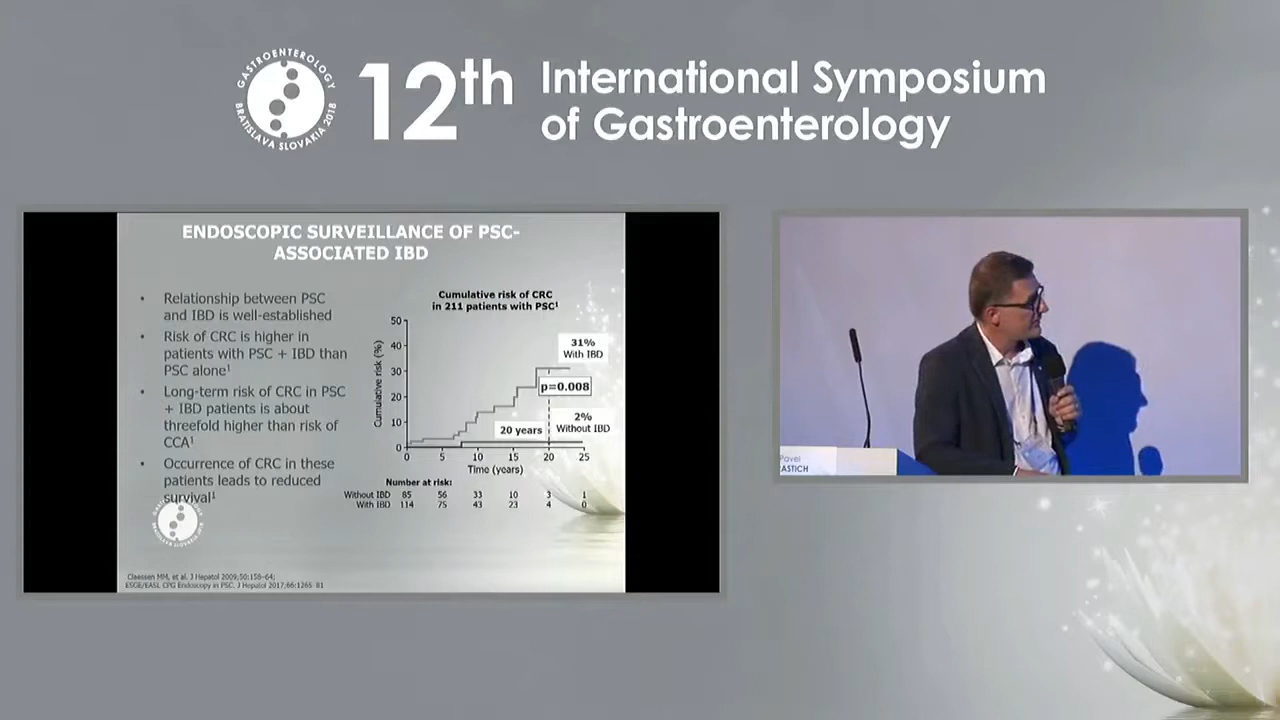 GASTROENTEROLOGY
BRATISLAVA SLOVAKIA 2018
12th
International Symposium
of Gastroenterology
ENDOSCOPIC SURVEILLANCE OF PSC-
ASSOCIATED IBD
• Relationship between PSC
and IBD is well-established
• Risk of CRC is higher in
patients with PSC + IBD than
PSC alone¹
• Long-term risk of CRC in PSC
+ IBD patients is about
threefold higher than risk of
CCA¹
• Occurrence of CRC in these
patients leads to reduced
survival¹
Cumulative risk of CRC
in 211 patients with PSC¹
Cumulative risk (%)
50
40
30
20
10
0
31%
With IBD
p=0.008
2%
Without IBD
20 years
0 5 10 15 20 25
Time (years)
Number at risk:
Without IBD 85 56 33 10 3 1
With IBD 114 75 43 23 4 0
Claessen MM, et al. J Hepatol 2009;50:158–64;
ESGE/EASL CPG Endoscopy in PSC. J Hepatol 2017;66:1265–81
Pavel
ASTICH